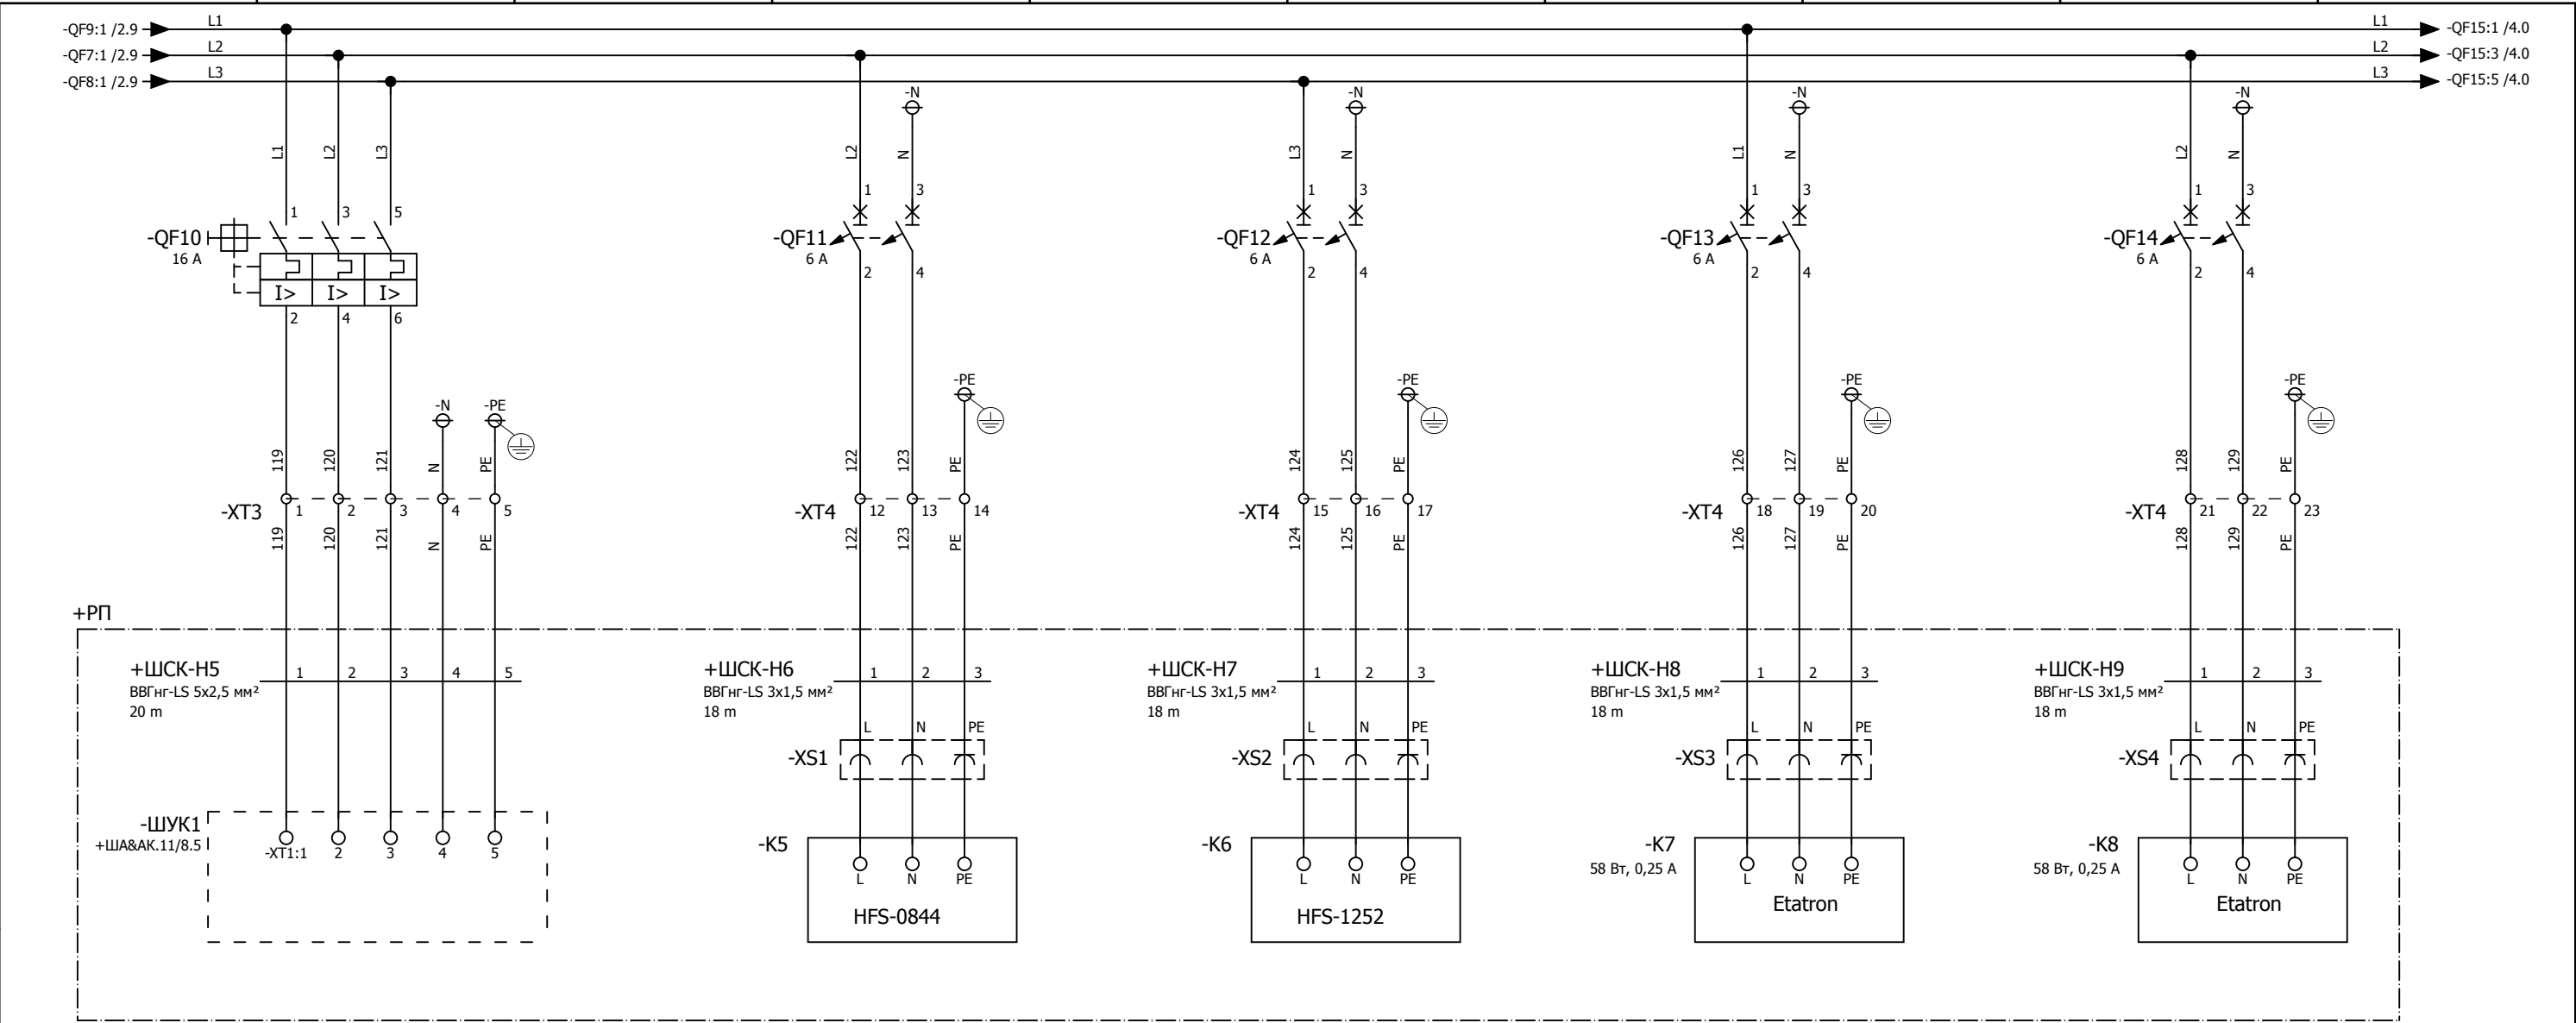 -QF9:1 /2.9 L1 L1 -QF15:1 /4.0
-QF7:1 /2.9 L2 L2 -QF15:3 /4.0
-QF8:1 /2.9 L3 L3 -QF15:5 /4.0
-N -N -N -N
L1 L2 L3 L2 N L3 N L1 N L2 N
1 3 1 3 1 3 1 3
1 3 5
-QF10 -QF11 -QF12 -QF13 -QF14
16 A 6 A 6 A 6 A 6 A
2 4 2 4 2 4 2 4
I> I> I>
2 4 6
-PE -PE -PE -PE
-N -PE
119 120 121 N PE 122 123 PE 124 125 PE 126 127 PE 128 129 PE
-XT3 1 2 3 4 5 -XT4 12 13 14 -XT4 15 16 17 -XT4 18 19 20 -XT4 21 22 23
119 120 121 N PE 122 123 PE 124 125 PE 126 127 PE 128 129 PE
+РП
+ШСК-Н5 1 2 3 4 5 +ШСК-Н6 1 2 3 +ШСК-Н7 1 2 3 +ШСК-Н8 1 2 3 +ШСК-Н9 1 2 3
ВВГнг-LS 5x2,5 мм² ВВГнг-LS 3x1,5 мм² ВВГнг-LS 3x1,5 мм² ВВГнг-LS 3x1,5 мм² ВВГнг-LS 3x1,5 мм²
20 m 18 m 18 m 18 m 18 m
L N PE L N PE L N PE L N PE
-XS1 -XS2 -XS3 -XS4
-ШУК1
+ША&АК.11/8.5
-XT1:1 2 3 4 5
-K5 -K6 -K7 -K8
58 Вт, 0,25 А 58 Вт, 0,25 А
L N PE L N PE L N PE L N PE
HFS-0844 HFS-1252 Etatron Etatron